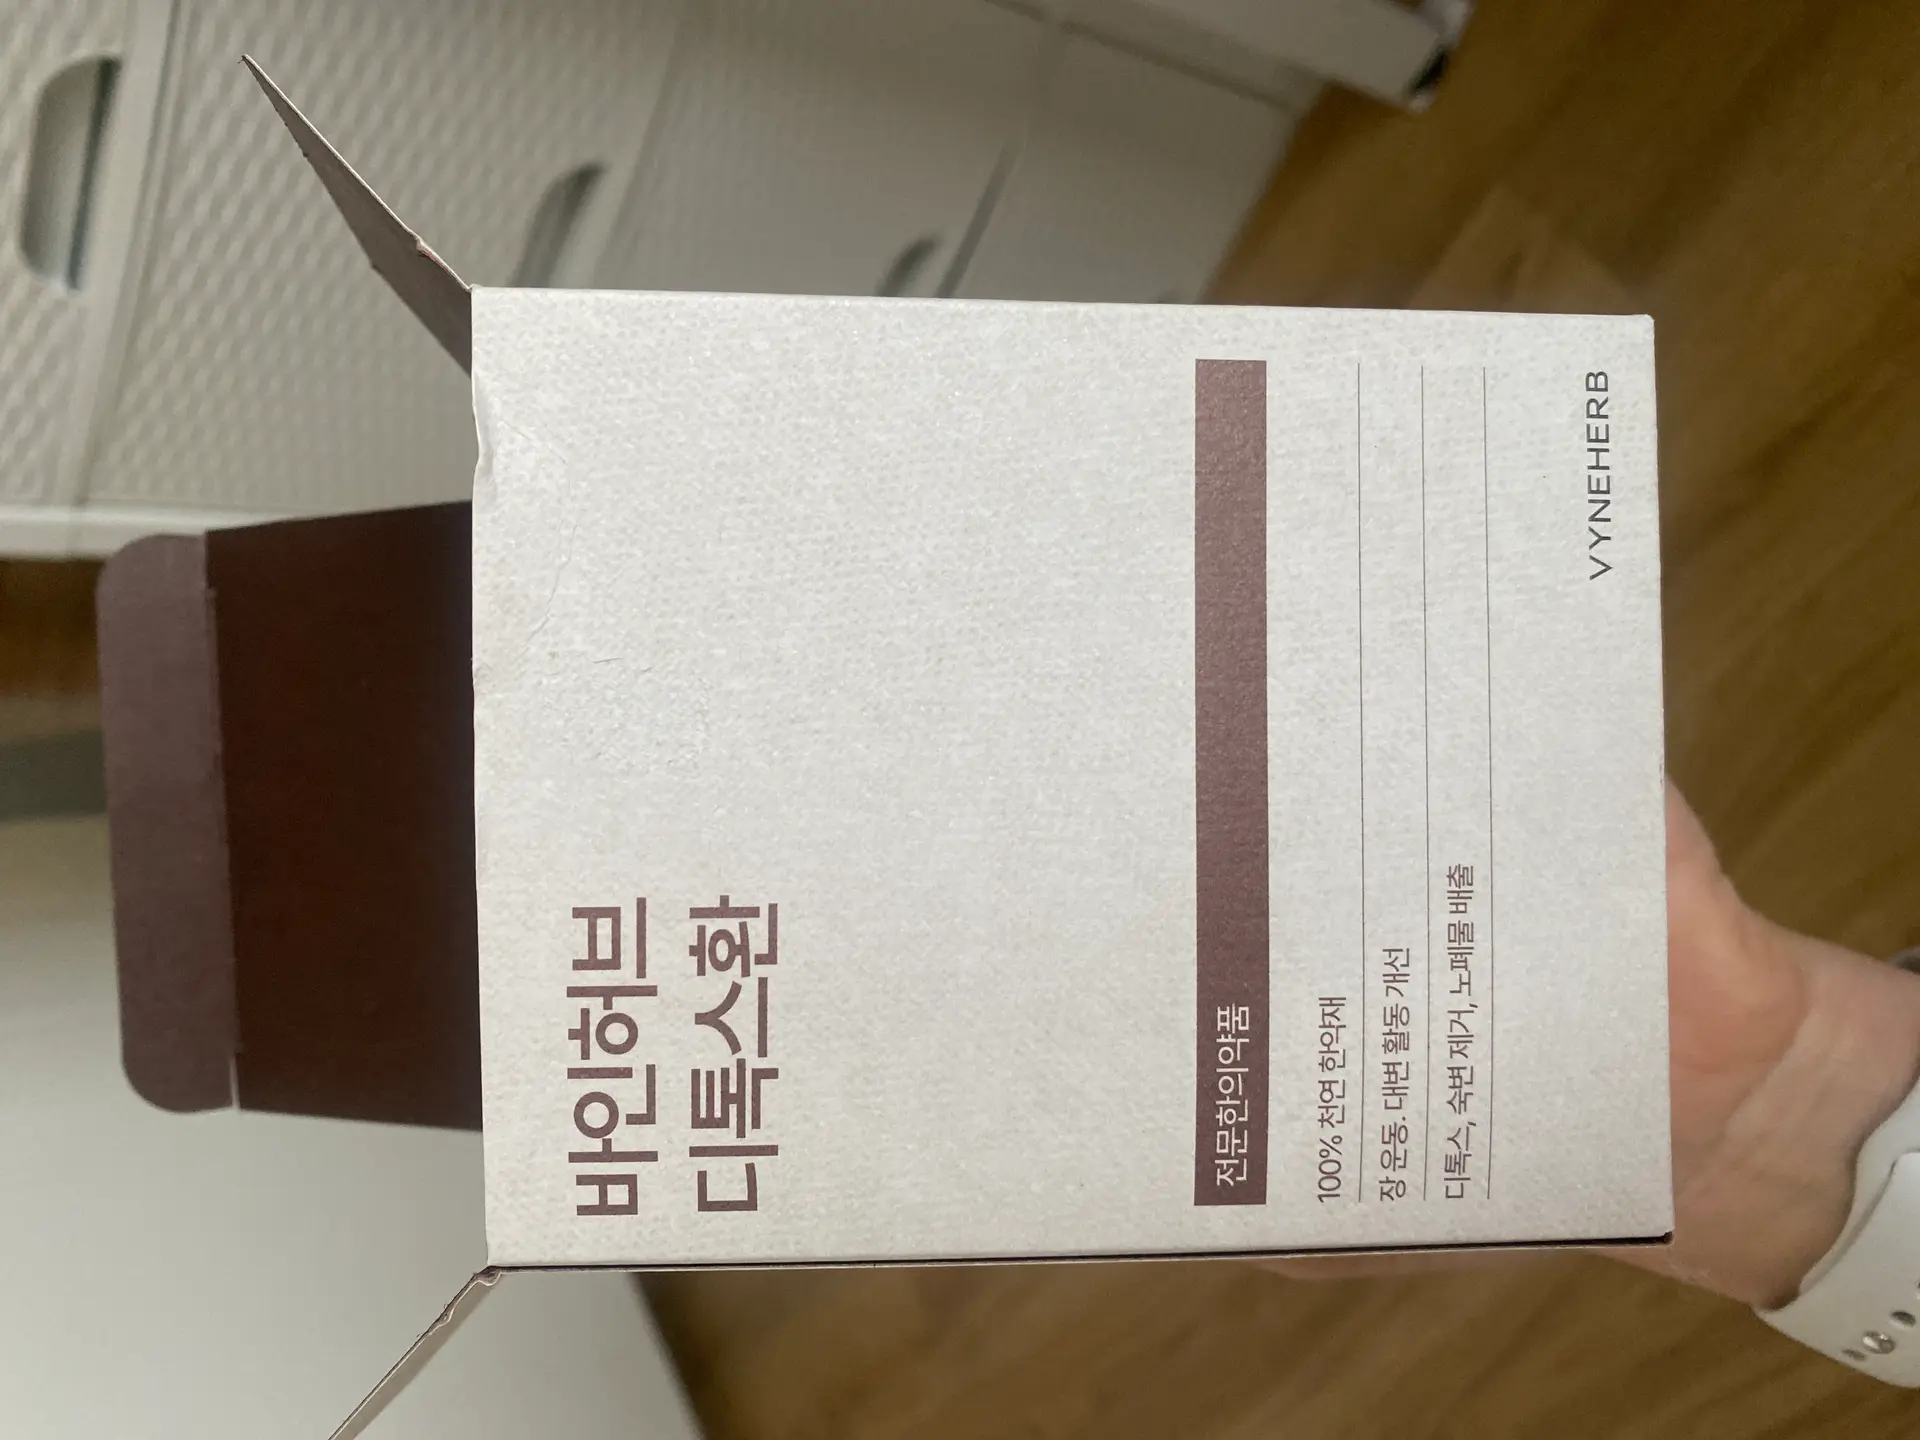 바인허브
디톡스환
전문한의약품
100% 천연 한약재
장 운동. 대변 활동 개선
디톡스, 숙변 제거, 노폐물 배출
VYNEHERB